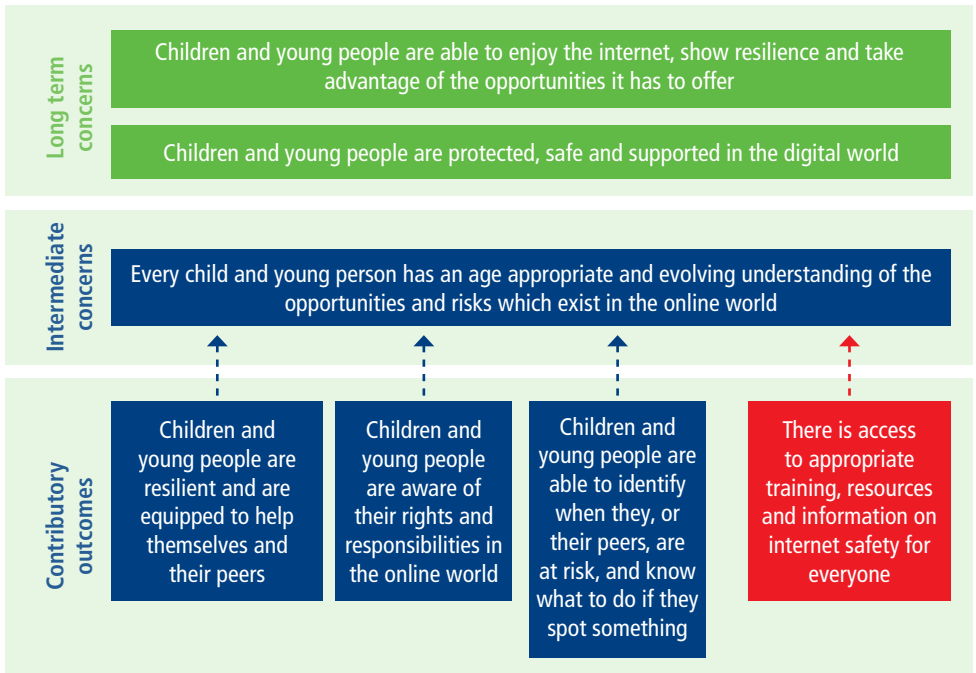 Long term
concerns
Children and young people are able to enjoy the internet, show resilience and take
advantage of the opportunities it has to offer
Children and young people are protected, safe and supported in the digital world
Intermediate
concerns
Every child and young person has an age appropriate and evolving understanding of the
opportunities and risks which exist in the online world
Contributory
outcomes
Children and
young people are
resilient and are
equipped to help
themselves and
their peers
Children and
young people
are aware of
their rights and
responsibilities in
the online world
Children and
young people are
able to identify
when they, or
their peers, are
at risk, and know
what to do if they
spot something
There is access
to appropriate
training, resources
and information on
internet safety for
everyone